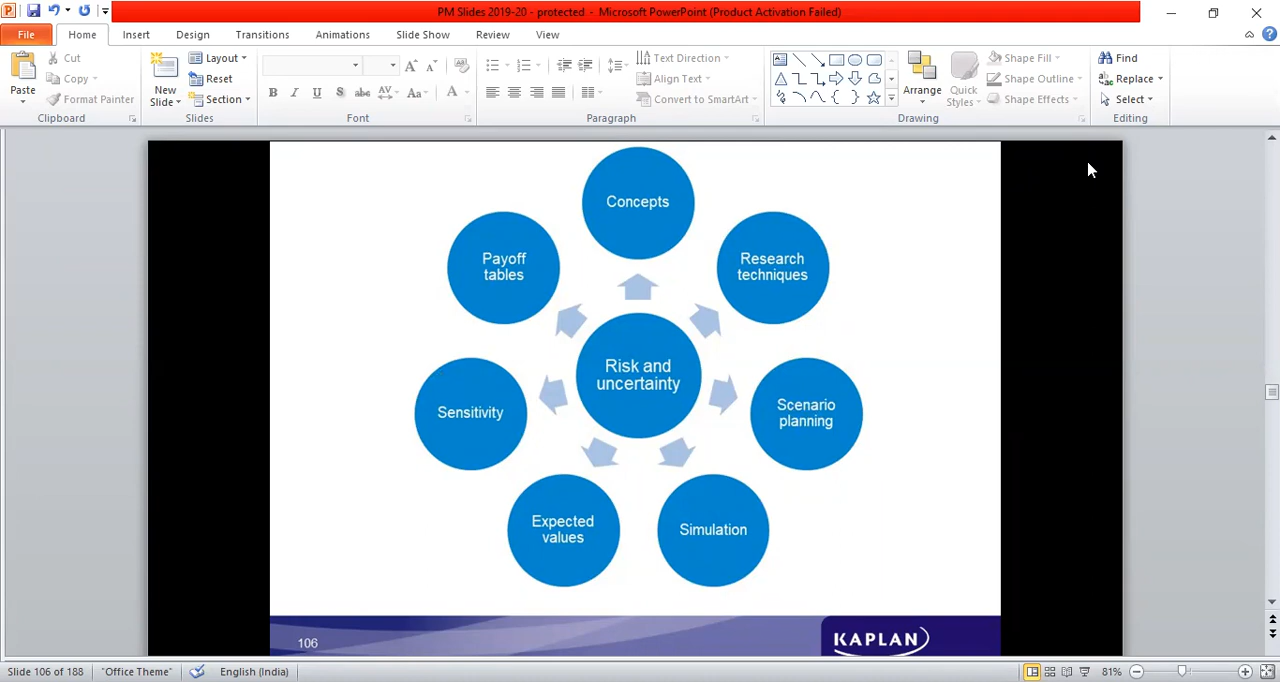 PM Slides 2019-20 - protected - Microsoft PowerPoint (Product Activation Failed)
File Home Insert Design Transitions Animations Slide Show Review View
Paste
Cut
Copy
Format Painter
Clipboard
New
Slide
Layout
Reset
Section
Slides
B I U S abc AV Aa A
Font
Text Direction
Align Text
Convert to SmartArt
Paragraph
Arrange
Quick
Styles
Shape Fill
Shape Outline
Shape Effects
Drawing
Find
Replace
Select
Editing
Concepts
Payoff
tables
Research
techniques
Risk and
uncertainty
Sensitivity
Scenario
planning
Expected
values
Simulation
106
KAPLAN
Slide 106 of 188 "Office Theme" English (India) 81%